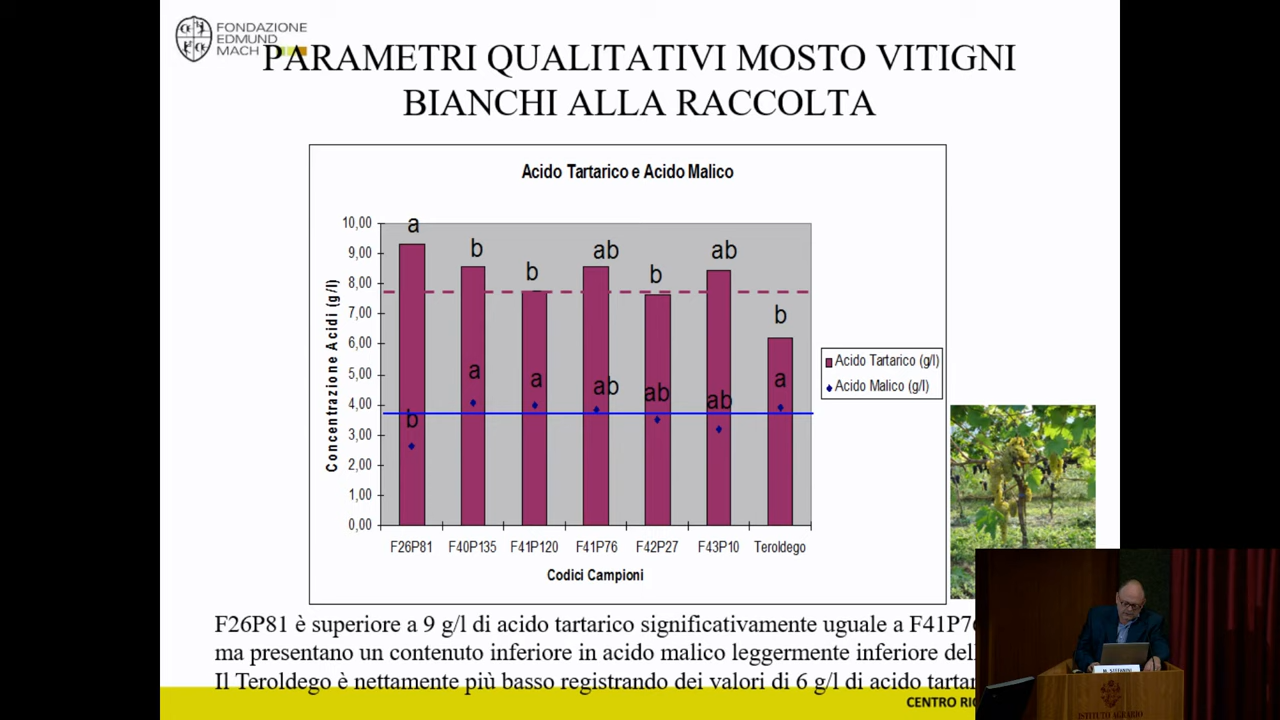 FONDAZIONE
EDMUND
MACH
PARAMETRI QUALITATIVI MOSTO VITIGNI
BIANCHI ALLA RACCOLTA
Acido Tartarico e Acido Malico
Concentrazione Acidi (g/l)
10,00
9,00
8,00
7,00
6,00
5,00
4,00
3,00
2,00
1,00
0,00
a b b ab b ab b
b a a ab ab ab a
F26P81 F40P135 F41P120 F41P76 F42P27 F43P10 Teroldego
Codici Campioni
Acido Tartarico (g/l)
Acido Malico (g/l)
F26P81 è superiore a 9 g/l di acido tartarico significativamente uguale a F41P76
ma presentano un contenuto inferiore in acido malico leggermente inferiore dell
Il Teroldego è nettamente più basso registrando dei valori di 6 g/l di acido tartar
CENTRO RIC
ISTITUTO AGRARIO